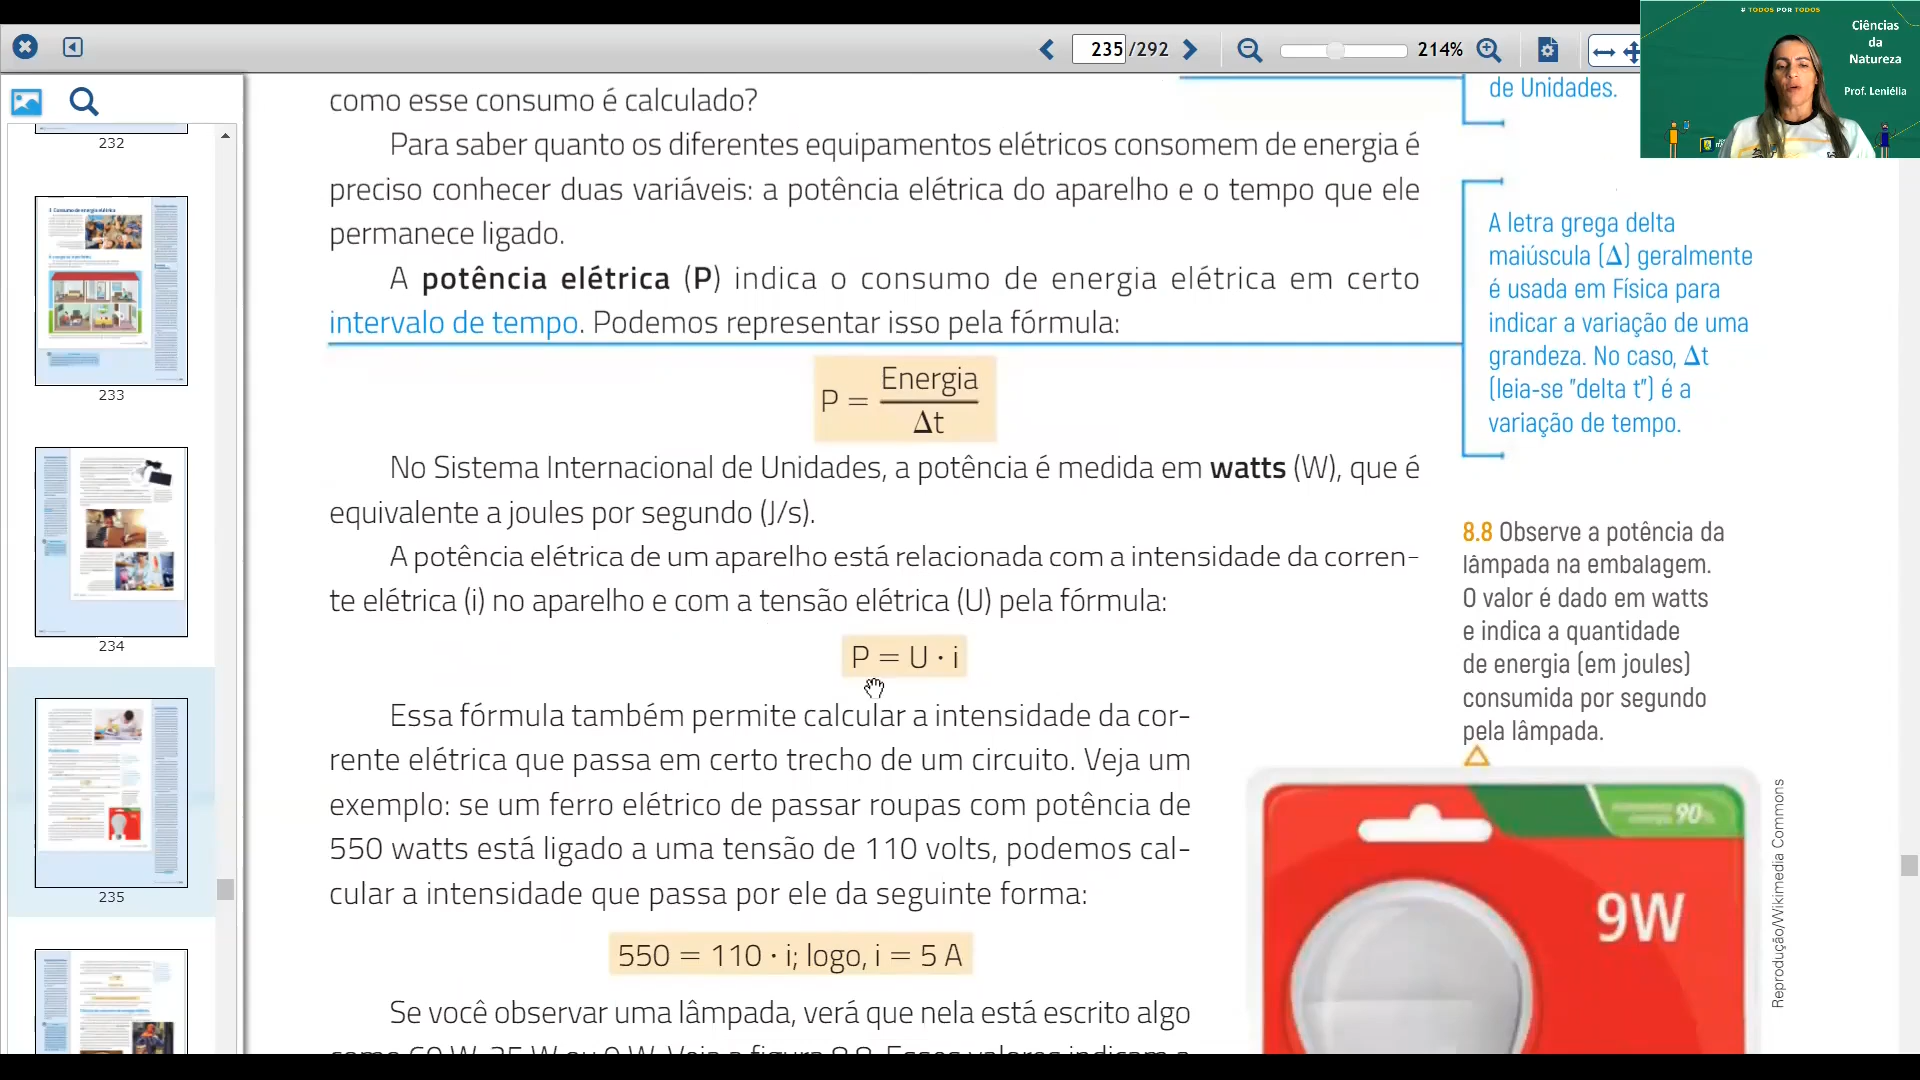 235 /292
214%
# TODOS POR TODOS
Ciências
da
Natureza
Prof. Leniélia
232
233
234
235
como esse consumo é calculado?
Para saber quanto os diferentes equipamentos elétricos consomem de energia é
preciso conhecer duas variáveis: a potência elétrica do aparelho e o tempo que ele
permanece ligado.
A potência elétrica (P) indica o consumo de energia elétrica em certo
intervalo de tempo. Podemos representar isso pela fórmula:
P = Energia / Δt
No Sistema Internacional de Unidades, a potência é medida em watts (W), que é
equivalente a joules por segundo (J/s).
A potência elétrica de um aparelho está relacionada com a intensidade da corren-
te elétrica (i) no aparelho e com a tensão elétrica (U) pela fórmula:
P = U · i
Essa fórmula também permite calcular a intensidade da cor-
rente elétrica que passa em certo trecho de um circuito. Veja um
exemplo: se um ferro elétrico de passar roupas com potência de
550 watts está ligado a uma tensão de 110 volts, podemos cal-
cular a intensidade que passa por ele da seguinte forma:
550 = 110 · i; logo, i = 5 A
Se você observar uma lâmpada, verá que nela está escrito algo
de Unidades.
A letra grega delta
maiúscula (Δ) geralmente
é usada em Física para
indicar a variação de uma
grandeza. No caso, Δt
(leia-se "delta t") é a
variação de tempo.
8.8 Observe a potência da
lâmpada na embalagem.
O valor é dado em watts
e indica a quantidade
de energia (em joules)
consumida por segundo
pela lâmpada.
90%
9W
Reprodução/Wikimedia Commons